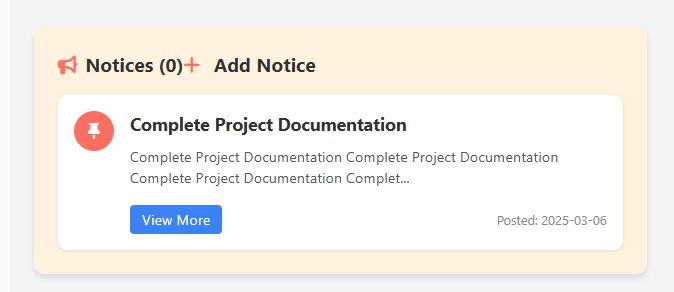 Notices (0) Add Notice
Complete Project Documentation
Complete Project Documentation Complete Project Documentation
Complete Project Documentation Complet...
View More
Posted: 2025-03-06